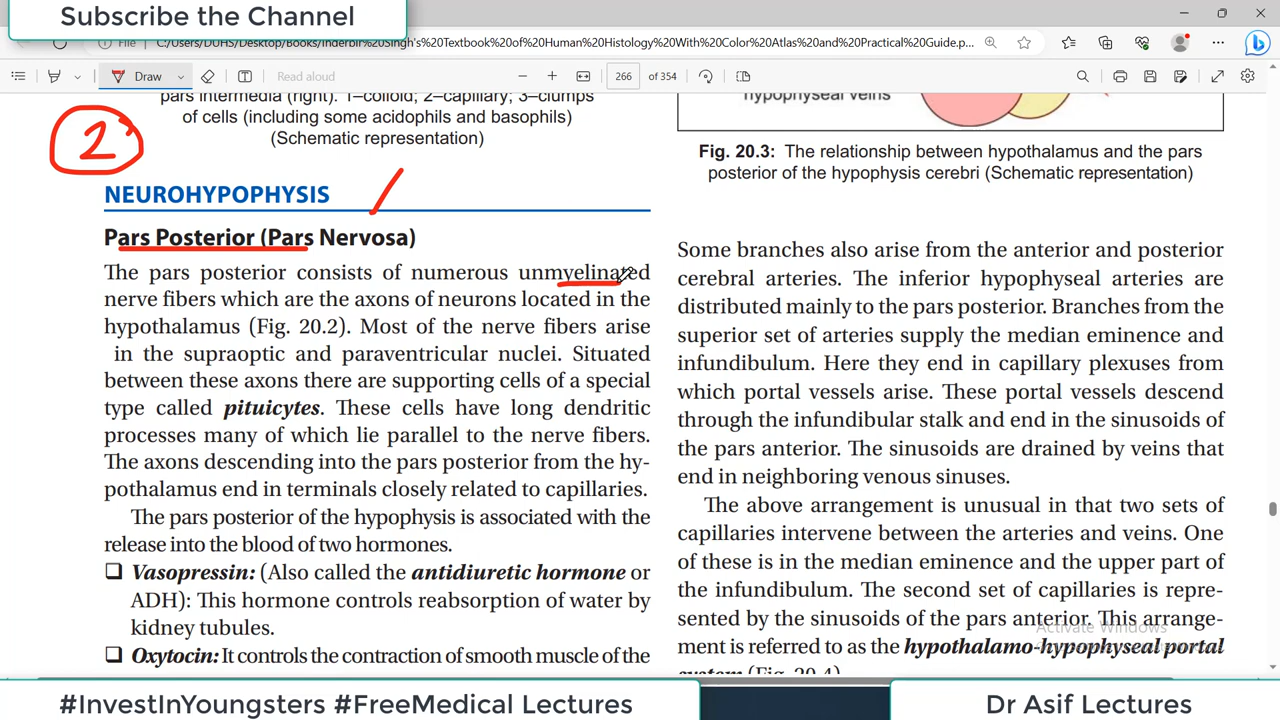 Subscribe the Channel
File
C:/Users/DUHS/Desktop/Books/Inderbir%20Singh's%20Textbook%20of%20Human%20Histology%20With%20Color%20Atlas%20and%20Practical%20Guide.p...
Draw
Read aloud
266
of 354
pars intermedia (right). 1–colloid; 2–capillary; 3–clumps
of cells (including some acidophils and basophils)
(Schematic representation)
2
NEUROHYPOPHYSIS
Pars Posterior (Pars Nervosa)
The pars posterior consists of numerous unmyelinated
nerve fibers which are the axons of neurons located in the
hypothalamus (Fig. 20.2). Most of the nerve fibers arise
in the supraoptic and paraventricular nuclei. Situated
between these axons there are supporting cells of a special
type called pituicytes. These cells have long dendritic
processes many of which lie parallel to the nerve fibers.
The axons descending into the pars posterior from the hy-
pothalamus end in terminals closely related to capillaries.
The pars posterior of the hypophysis is associated with the
release into the blood of two hormones.
❑ Vasopressin: (Also called the antidiuretic hormone or
ADH): This hormone controls reabsorption of water by
kidney tubules.
❑ Oxytocin: It controls the contraction of smooth muscle of the
hypophyseal veins
Fig. 20.3: The relationship between hypothalamus and the pars
posterior of the hypophysis cerebri (Schematic representation)
Some branches also arise from the anterior and posterior
cerebral arteries. The inferior hypophyseal arteries are
distributed mainly to the pars posterior. Branches from the
superior set of arteries supply the median eminence and
infundibulum. Here they end in capillary plexuses from
which portal vessels arise. These portal vessels descend
through the infundibular stalk and end in the sinusoids of
the pars anterior. The sinusoids are drained by veins that
end in neighboring venous sinuses.
The above arrangement is unusual in that two sets of
capillaries intervene between the arteries and veins. One
of these is in the median eminence and the upper part of
the infundibulum. The second set of capillaries is repre-
sented by the sinusoids of the pars anterior. This arrange-
ment is referred to as the hypothalamo-hypophyseal portal
system (Fig. 20.4)
Activate Windows
#InvestInYoungsters #FreeMedical Lectures
Dr Asif Lectures